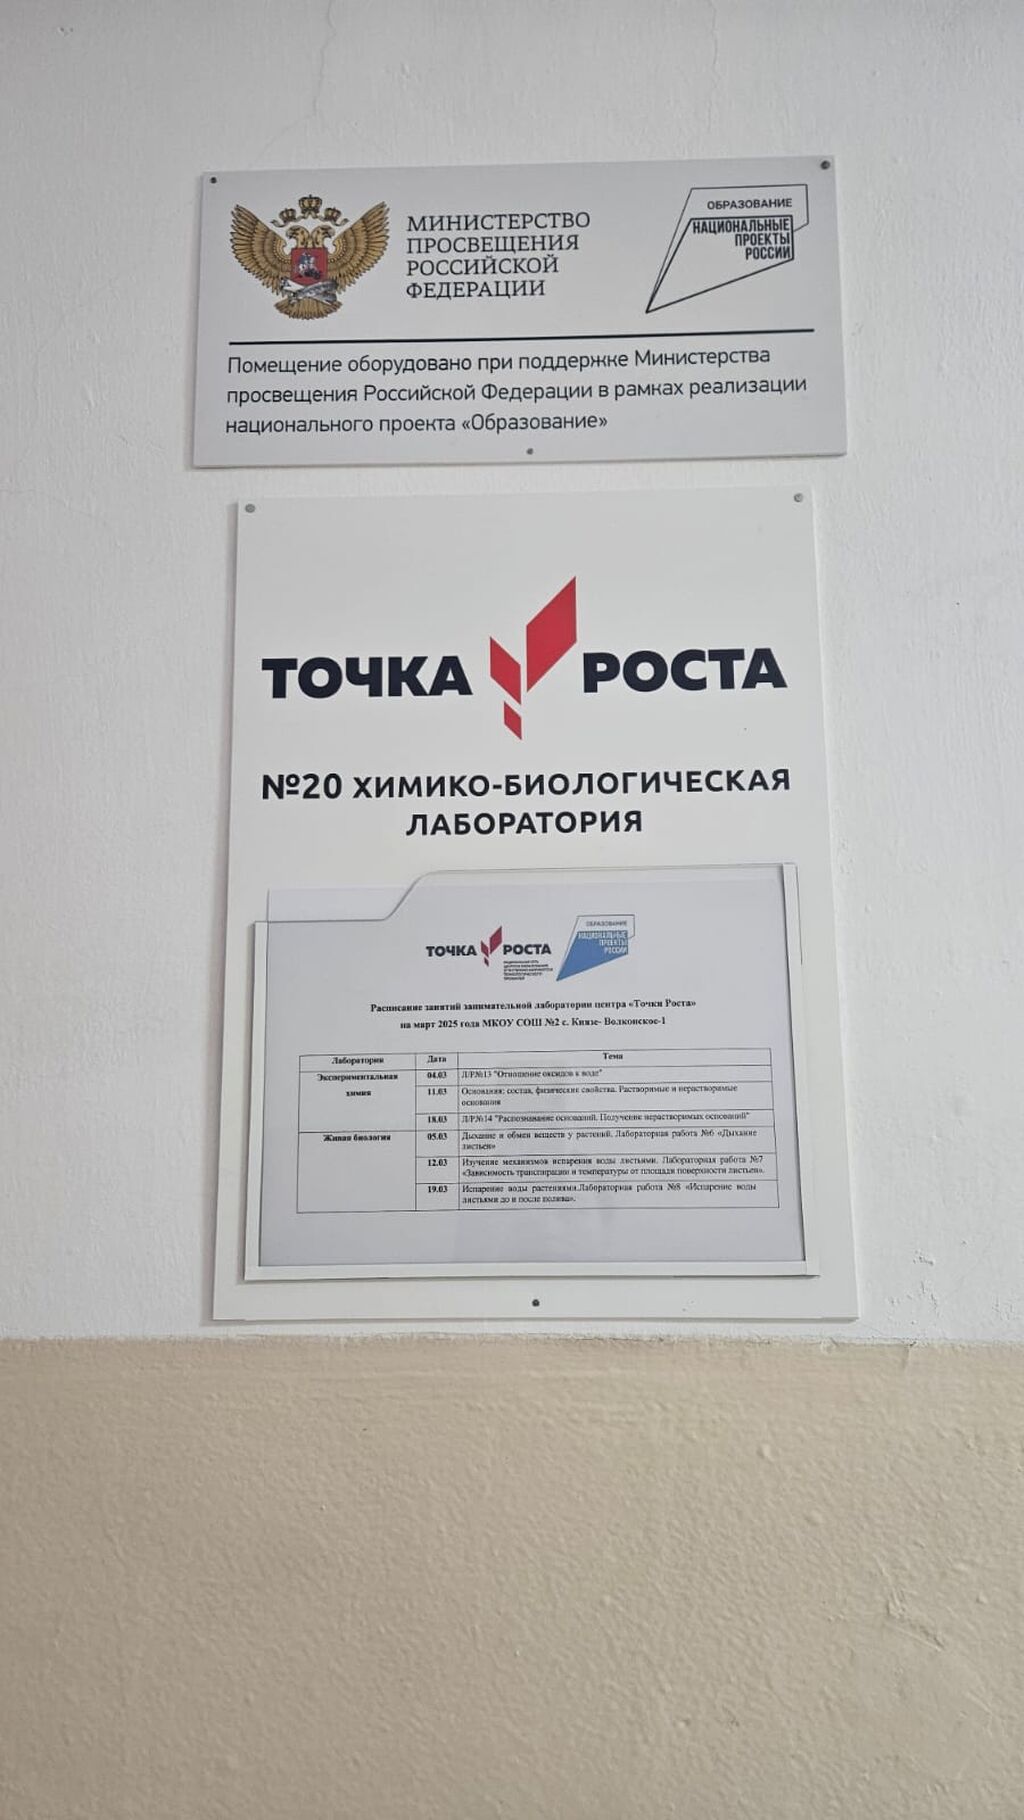 МИНИСТЕРСТВО
ПРОСВЕЩЕНИЯ
РОССИЙСКОЙ
ФЕДЕРАЦИИ
ОБРАЗОВАНИЕ
НАЦИОНАЛЬНЫЕ
ПРОЕКТЫ
РОССИИ
Помещение оборудовано при поддержке Министерства
просвещения Российской Федерации в рамках реализации
национального проекта «Образование»
ТОЧКА РОСТА
№20 ХИМИКО-БИОЛОГИЧЕСКАЯ
ЛАБОРАТОРИЯ
ТОЧКА РОСТА
ОБРАЗОВАНИЕ
НАЦИОНАЛЬНЫЕ
ПРОЕКТЫ
РОССИИ
Расписание занятий занимательной лаборатории центра «Точки Роста»
на март 2025 года МКОУ СОШ №2 с. Князе- Волконское-1
Лаборатория Дата Тема
Экспериментальная
химия
04.03 Л/Р№13 "Отношение оксидов к воде"
11.03 Основания: состав, физические свойства. Растворимые и нерастворимые
основания
18.03 Л/Р№14 "Распознавание оснований. Получение нерастворимых оснований"
Живая биология 05.03 Дыхание и обмен веществ у растений. Лабораторная работа №6 «Дыхание
листьев»
12.03 Изучение механизмов испарения воды листьями. Лабораторная работа №7
«Зависимость транспирации и температуры от площади поверхности листьев».
19.03 Испарение воды растениями.Лабораторная работа №8 «Испарение воды
листьями до и после полива».